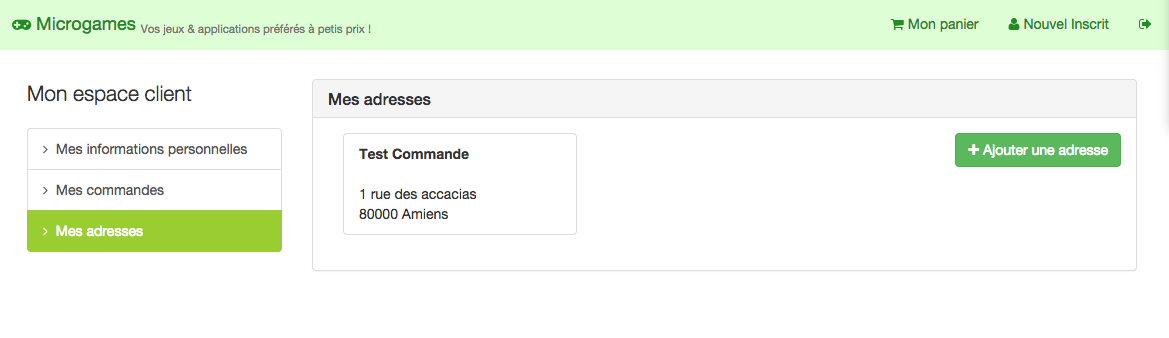 Microgames Vos jeux & applications préférés à petis prix !
Mon panier
Nouvel Inscrit
Mon espace client
Mes informations personnelles
Mes commandes
Mes adresses
Mes adresses
Test Commande
1 rue des accacias
80000 Amiens
Ajouter une adresse